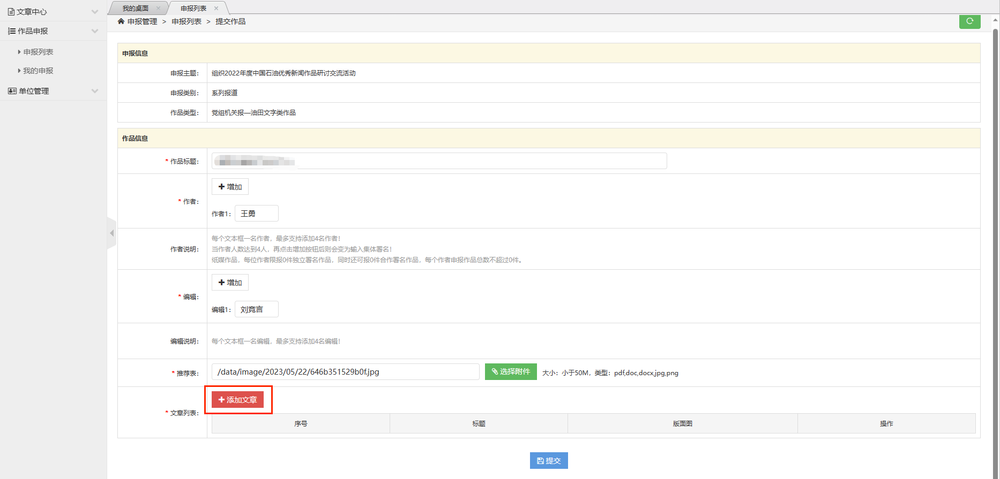 文章中心
作品申报
申报列表
我的申报
单位管理
我的桌面
申报列表
申报管理 > 申报列表 > 提交作品
申报信息
申报主题： 组织2022年度中国石油优秀新闻作品研讨交流活动
申报类别： 系列报道
作品类型： 党组机关报—油田文字类作品
作品信息
* 作品标题：
增加
* 作者：
作者1： 王勇
每个文本框一名作者，最多支持添加4名作者！
作者说明： 当作者人数达到4人，再点击增加按钮后则会变为输入集体署名！
纸媒作品，每位作者限报0件独立署名作品，同时还可报0件合作署名作品，每个作者申报作品总数不超过0件。
增加
* 编辑：
编辑1： 刘竞言
编辑说明： 每个文本框一名编辑，最多支持添加4名编辑！
* 推荐表： /data/image/2023/05/22/646b351529b0f.jpg 选择附件 大小：小于50M，类型：pdf,doc,docx,jpg,png
添加文章
* 文章列表：
序号 标题 版面图 操作
提交